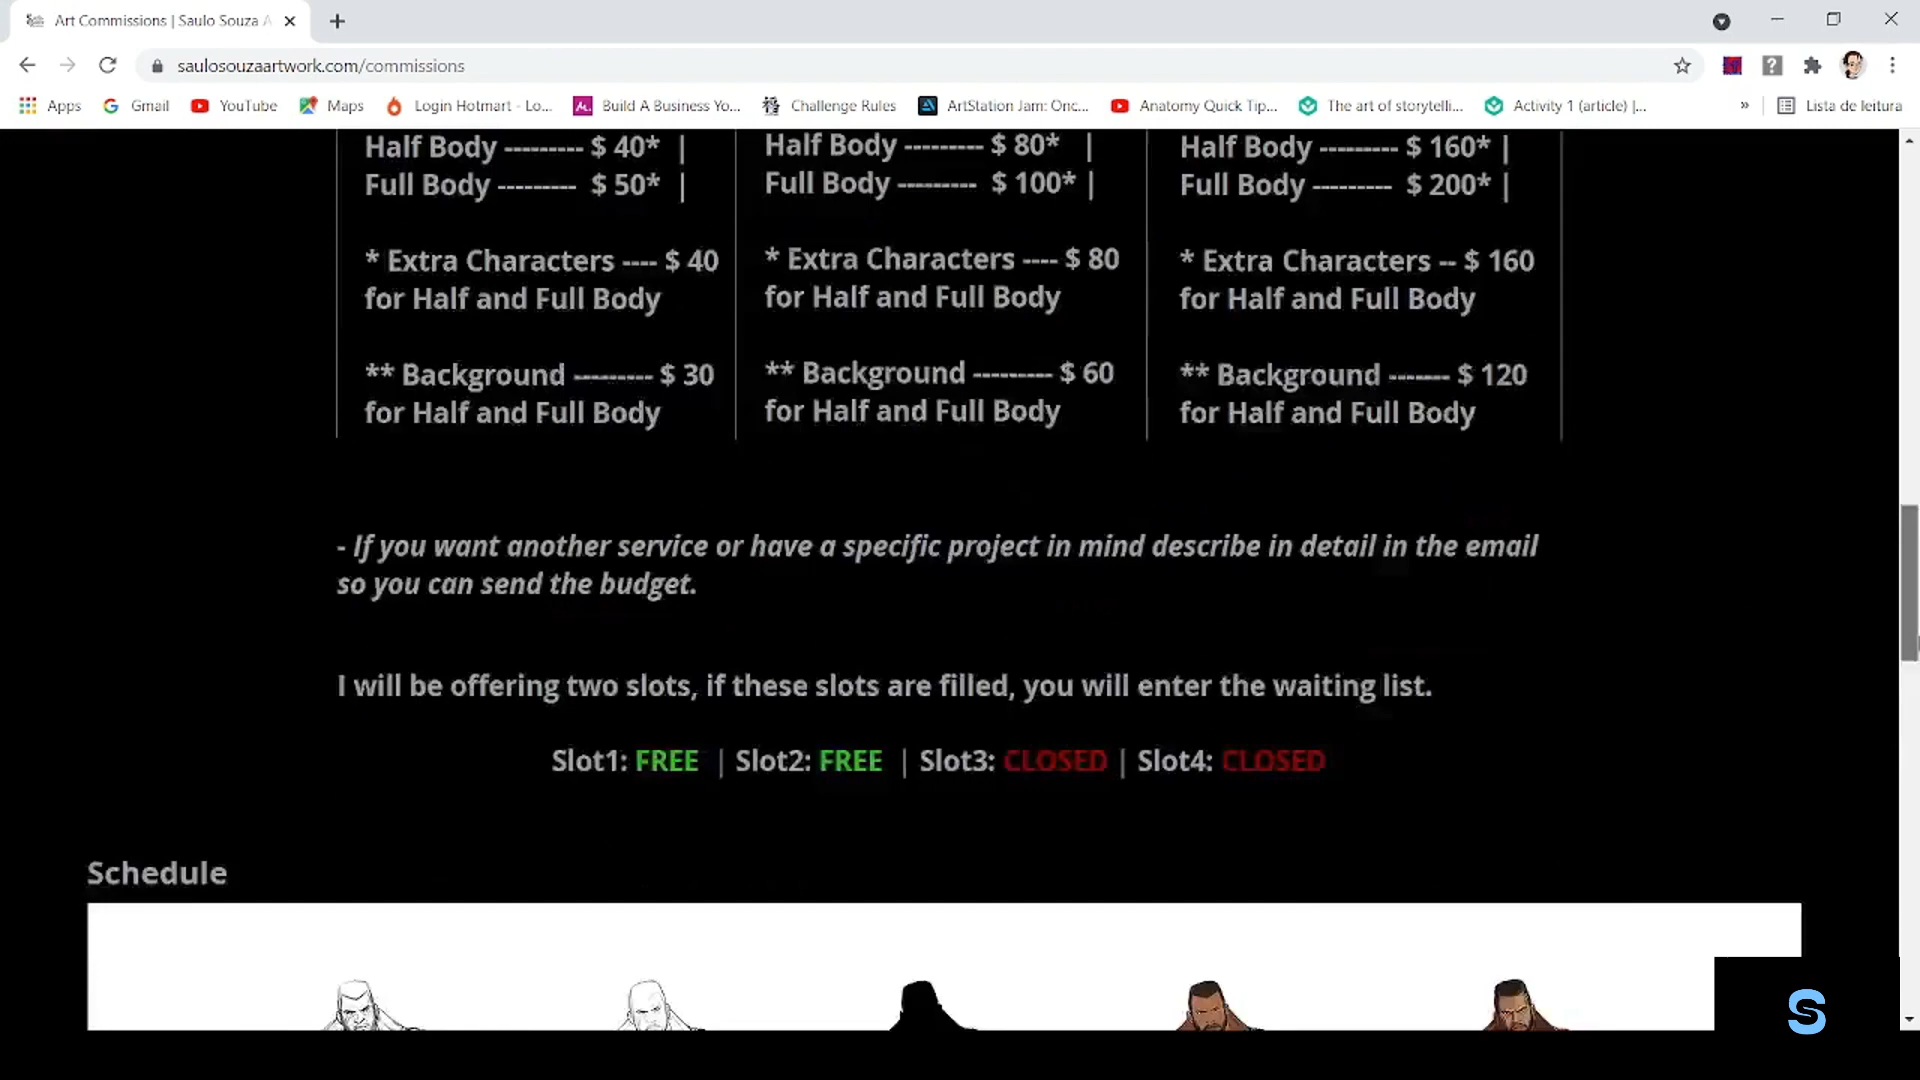 Art Commissions | Saulo Souza A
saulosouzaartwork.com/commissions
Apps Gmail YouTube Maps Login Hotmart - Lo... Build A Business Yo... Challenge Rules ArtStation Jam: Onc... Anatomy Quick Tip... The art of storytelli... Activity 1 (article) |... » Lista de leitura
Half Body --------- $ 40* |
Full Body --------- $ 50* |
* Extra Characters ---- $ 40
for Half and Full Body
** Background --------- $ 30
for Half and Full Body
Half Body --------- $ 80* |
Full Body --------- $ 100* |
* Extra Characters ---- $ 80
for Half and Full Body
** Background --------- $ 60
for Half and Full Body
Half Body --------- $ 160* |
Full Body --------- $ 200* |
* Extra Characters -- $ 160
for Half and Full Body
** Background ------- $ 120
for Half and Full Body
- If you want another service or have a specific project in mind describe in detail in the email
so you can send the budget.
I will be offering two slots, if these slots are filled, you will enter the waiting list.
Slot1: FREE | Slot2: FREE | Slot3: CLOSED | Slot4: CLOSED
Schedule
S